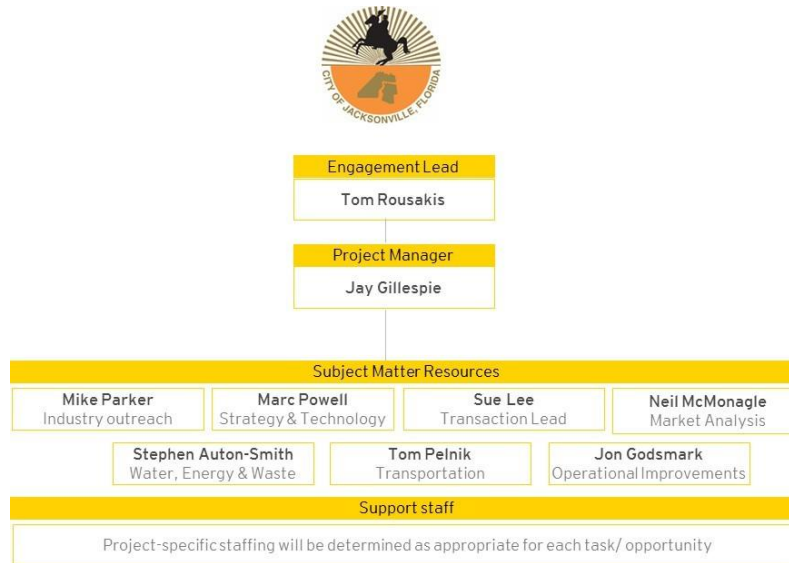 CITY OF JACKSONVILLE, FLORIDA
Engagement Lead
Tom Rousakis
Project Manager
Jay Gillespie
Subject Matter Resources
Mike Parker
Industry outreach
Marc Powell
Strategy & Technology
Sue Lee
Transaction Lead
Neil McMonagle
Market Analysis
Stephen Auton-Smith
Water, Energy & Waste
Tom Pelnik
Transportation
Jon Godsmark
Operational Improvements
Support staff
Project-specific staffing will be determined as appropriate for each task/ opportunity